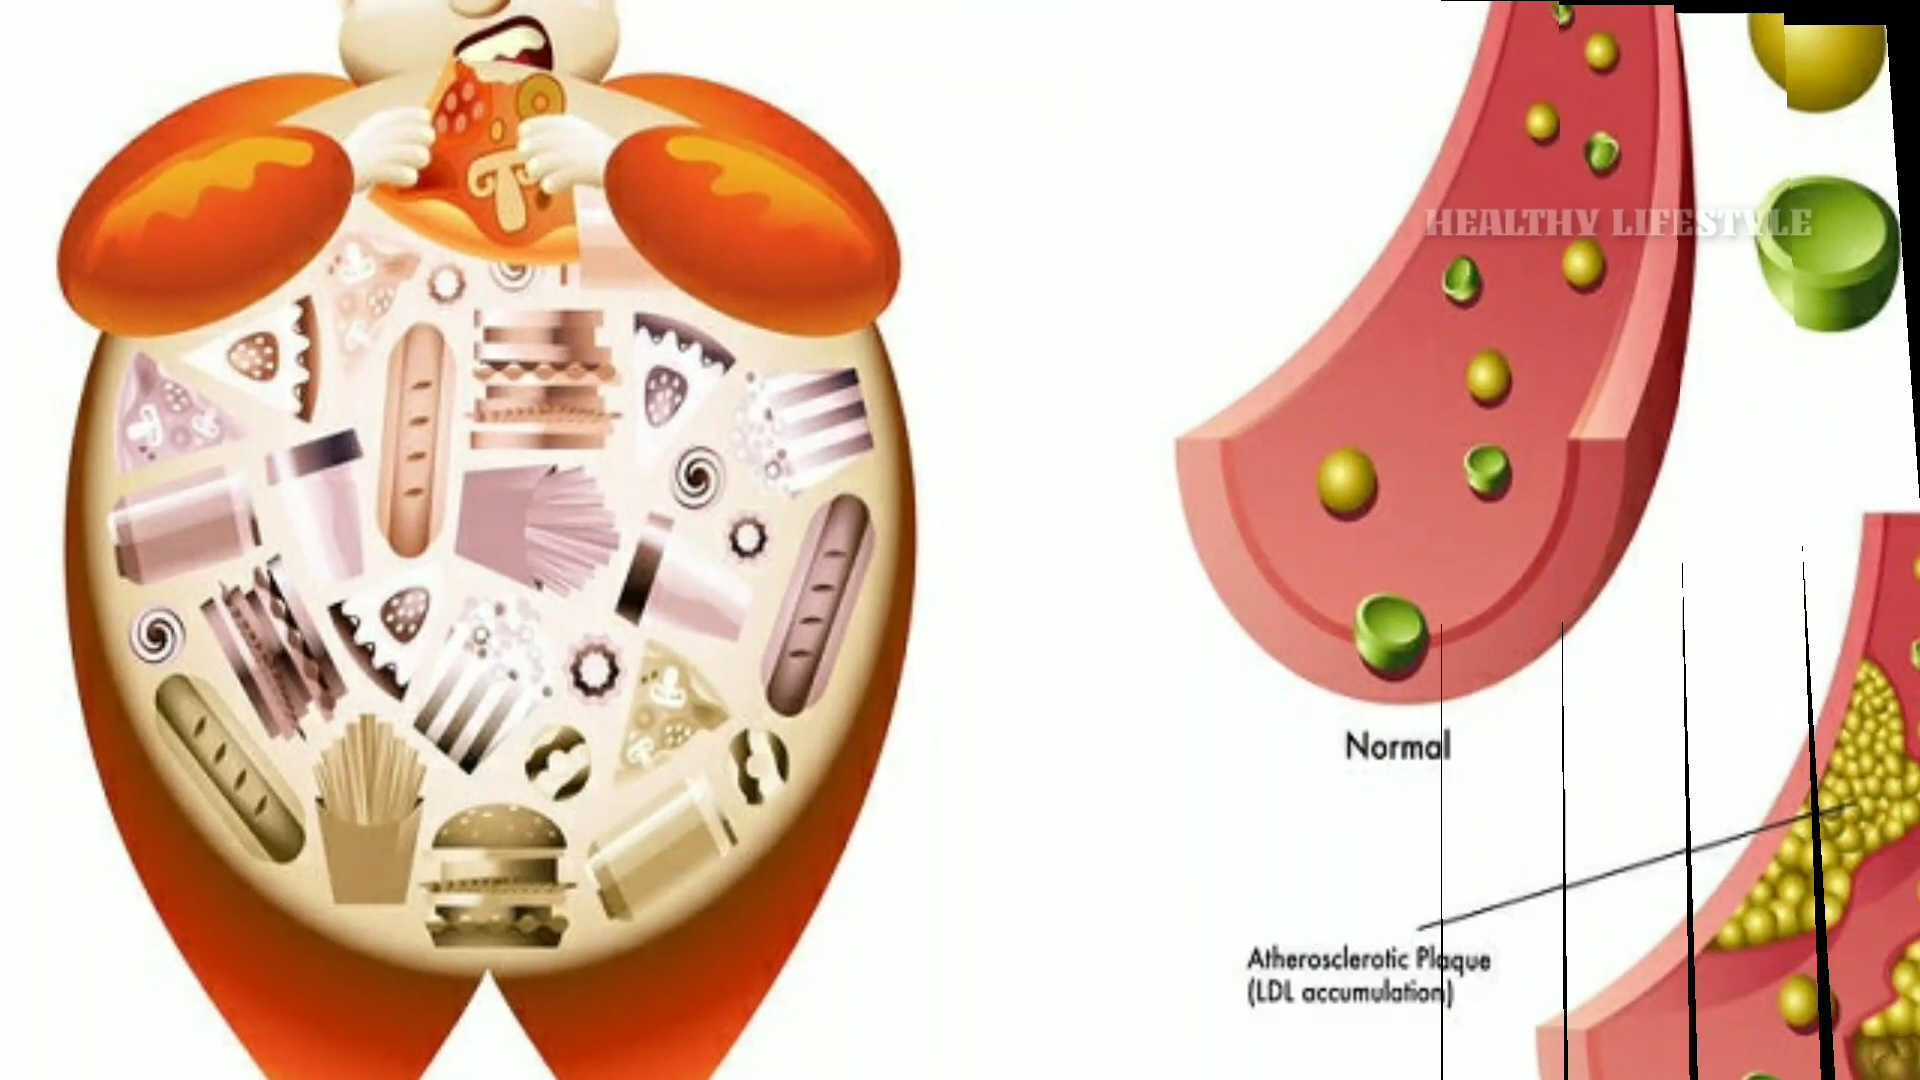 HEALTHY LIFESTYLE
Normal
Atherosclerotic Plaque
(LDL accumulation)